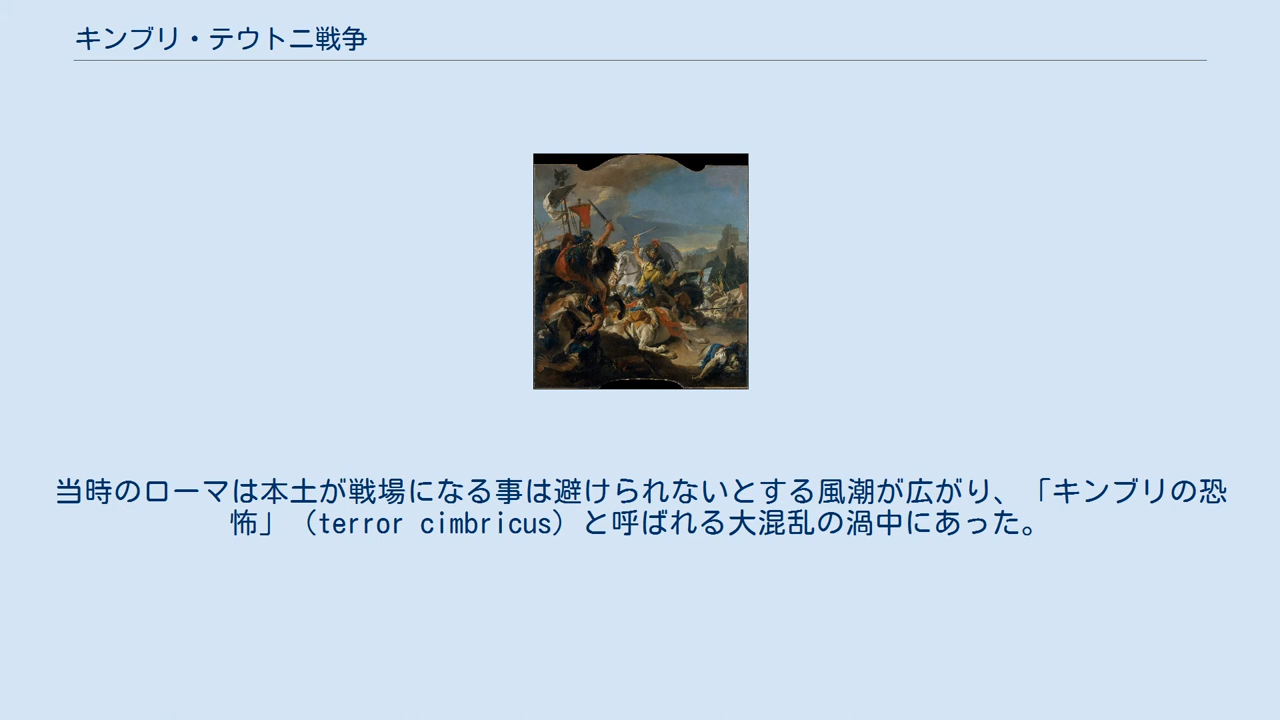 キンブリ・テウトニ戦争
当時のローマは本土が戦場になる事は避けられないとする風潮が広がり、「キンブリの恐
怖」（terror cimbricus）と呼ばれる大混乱の渦中にあった。